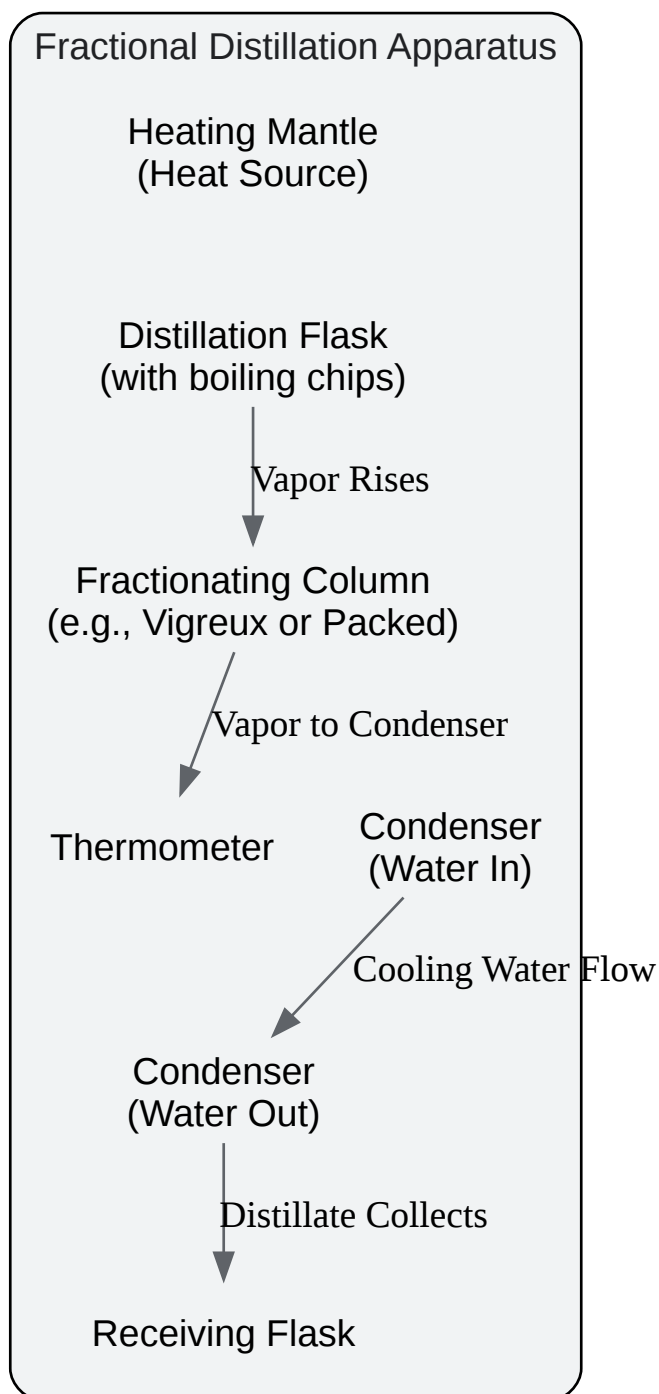 Fractional Distillation Apparatus
Heating Mantle
(Heat Source)
Distillation Flask
(with boiling chips)
Vapor Rises
Fractionating Column
(e.g., Vigreux or Packed)
Vapor to Condenser
Thermometer
Condenser
(Water In)
Cooling Water Flow
Condenser
(Water Out)
Distillate Collects
Receiving Flask